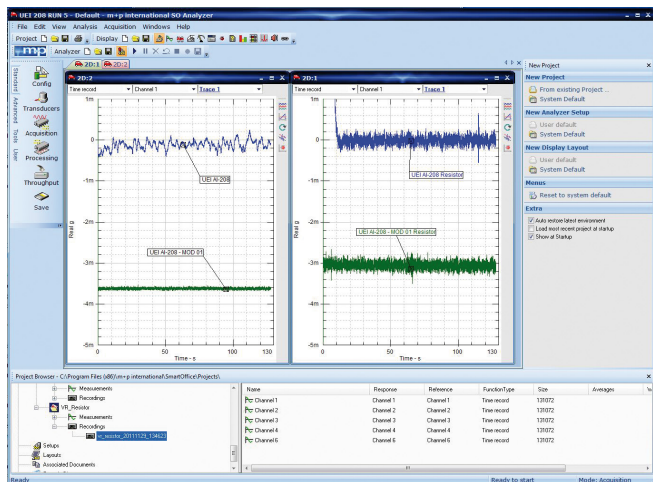 UEI 208 RUN 5 - Default - m+p international SO Analyzer
File Edit View Analysis Acquisition Windows Help
Project Display
m+p Analyzer
2D:1 2D:2
Standard
Advanced
Tools
User
Config
Transducers
Acquisition
Processing
Throughput
Save
2D:2
Time record Channel 1 Trace 1
1m
0
-1m
-2m
-3m
-4m
-5m
Real g
UEI AI-208
UEI AI-208 - MOD 01
0 50 100 130
Time - s
2D:1
Time record Channel 1 Trace 1
1m
0
-1m
-2m
-3m
-4m
-5m
Real g
UEI AI-208 Resistor
UEI AI-208 - MOD 01 Resistor
0 50 100 130
Time - s
New Project
New Project
From existing Project ...
System Default
New Analyzer Setup
User default
System Default
New Display Layout
User default
System Default
Menus
Reset to system default
Extra
Auto restore latest environment
Load most recent project at startup
Show at Startup
Project Browser - C:\Program Files (x86)\m+p international\SmartOffice\Projects\
Measurements
Recordings
VR_Resistor
Measurements
Recordings
vr_resistor_20111129_134623
Setups
Layouts
Associated Documents
Name Response Reference FunctionType Size Averages
Channel 1 Channel 1 Channel 1 Time record 131072
Channel 2 Channel 2 Channel 2 Time record 131072
Channel 3 Channel 3 Channel 3 Time record 131072
Channel 4 Channel 4 Channel 4 Time record 131072
Channel 5 Channel 5 Channel 5 Time record 131072
Channel 6 Channel 6 Channel 6 Time record 131072
Ready Ready to start Mode: Acquisition